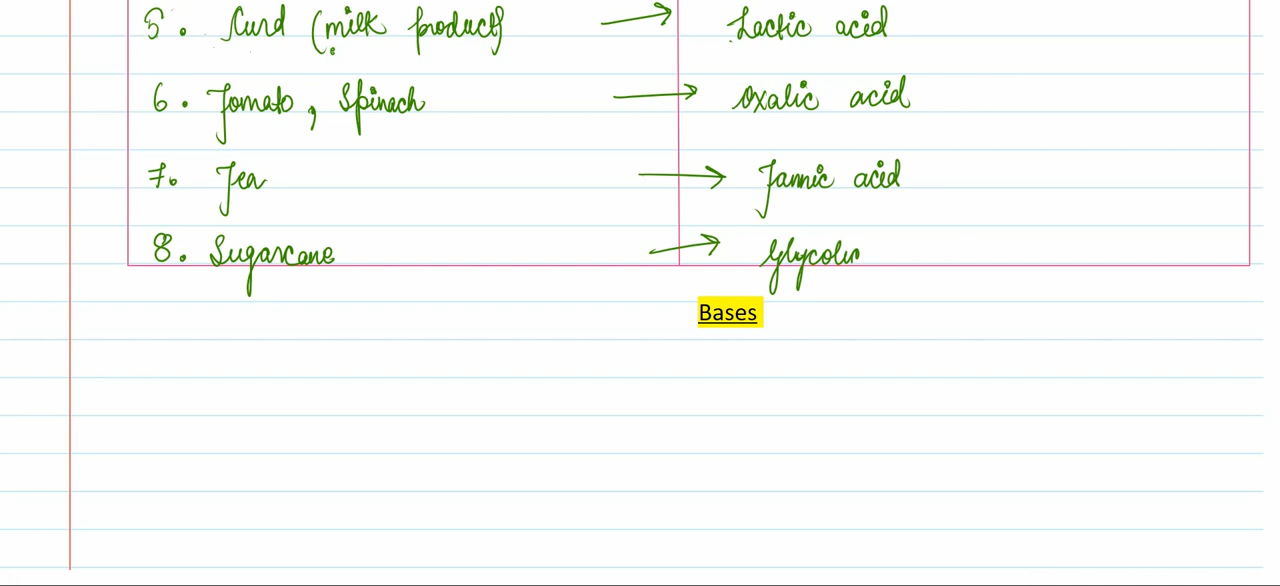 5. Curd (milk product) → Lactic acid
6. Tomato, Spinach → Oxalic acid
7. Tea → Tannic acid
8. Sugarcane → Glycolic
Bases